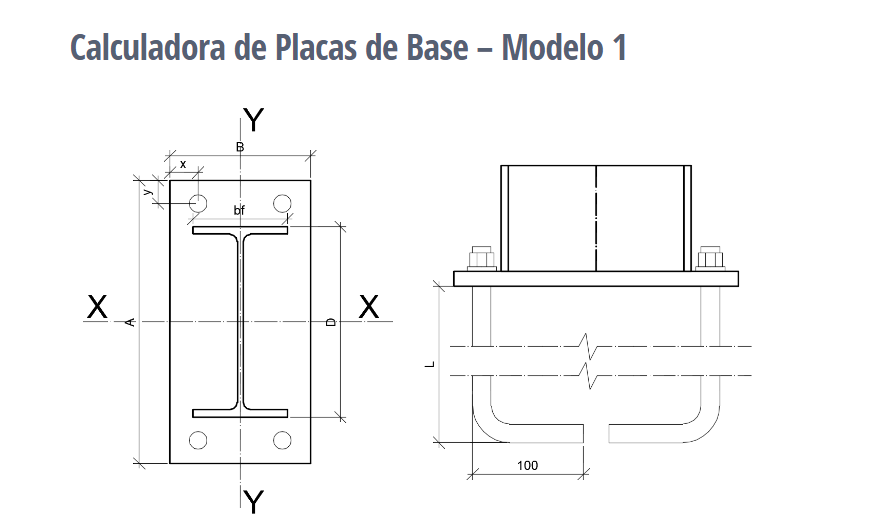 Calculadora de Placas de Base – Modelo 1
Y
B
x
y
bf
X
X
A
D
L
100
Y